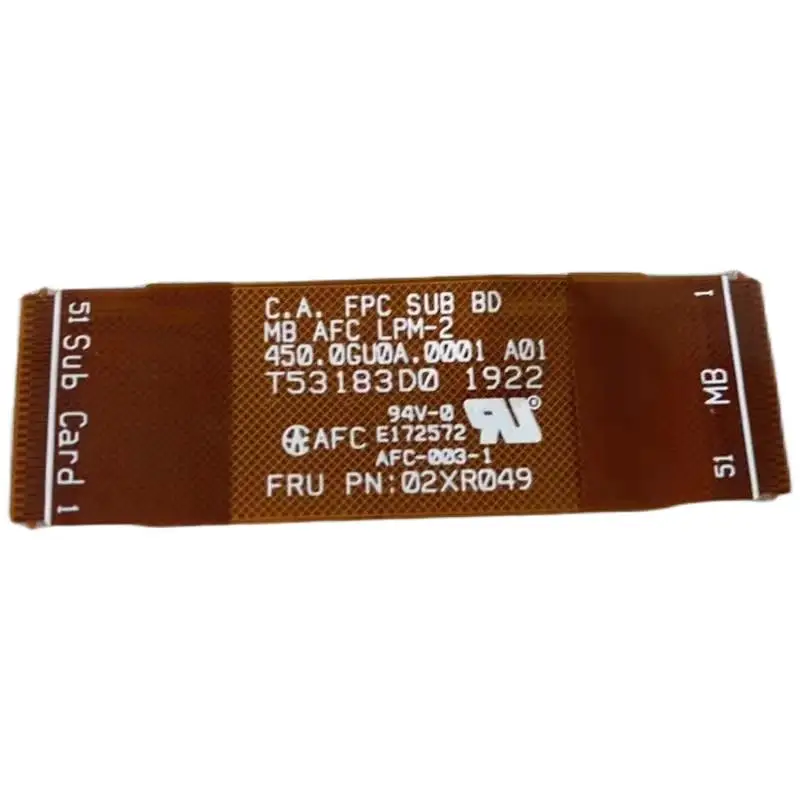 C.A. FPC SUB BD
MB AFC LPM-2
450.0GU0A.0001 A01
T53183D0 1922
94V-0
AFC E172572
AFC-003-1
FRU PN:02XR049
51 Sub Card 1
1 MB 51